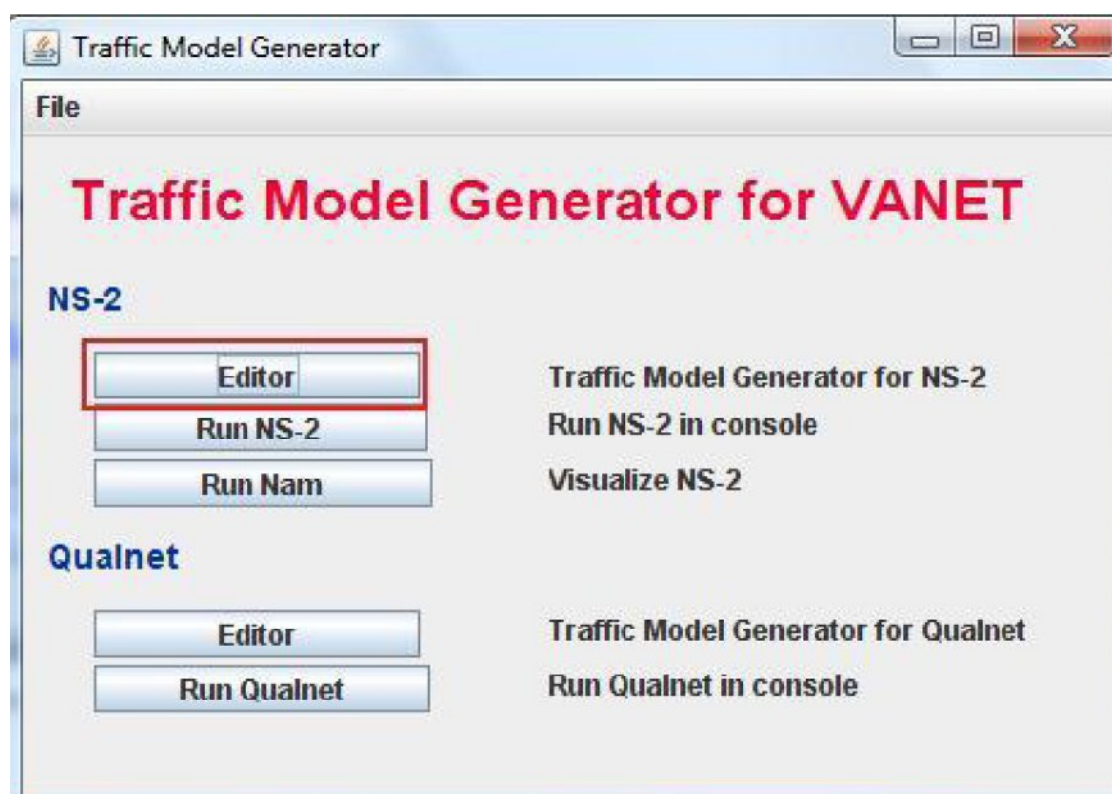 Traffic Model Generator
File
Traffic Model Generator for VANET
NS-2
Editor Traffic Model Generator for NS-2
Run NS-2 Run NS-2 in console
Run Nam Visualize NS-2
Qualnet
Editor Traffic Model Generator for Qualnet
Run Qualnet Run Qualnet in console